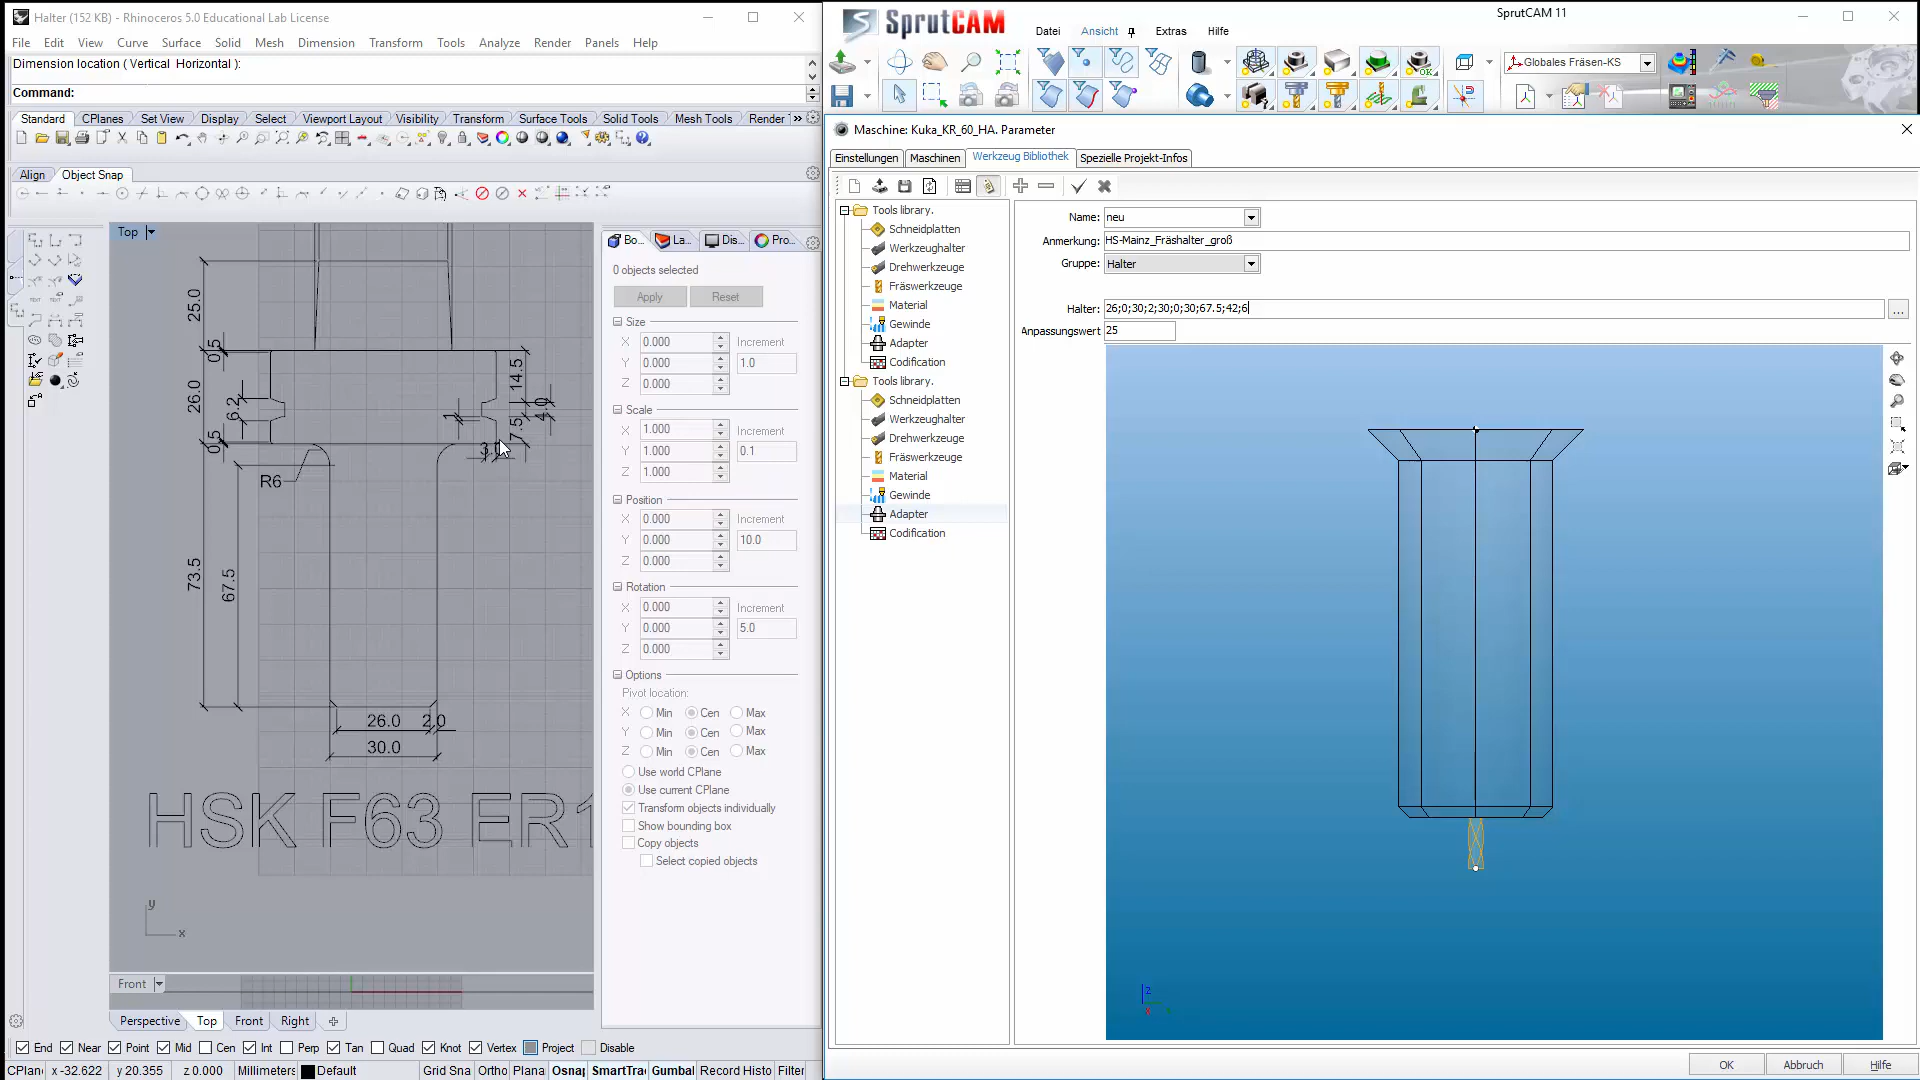 Halter (152 KB) - Rhinoceros 5.0 Educational Lab License
File Edit View Curve Surface Solid Mesh Dimension Transform Tools Analyze Render Panels Help
Dimension location ( Vertical Horizontal ):
Command:
Standard CPlanes Set View Display Select Viewport Layout Visibility Transform Surface Tools Solid Tools Mesh Tools Render
Align Object Snap
Top
25.0
0.5
26.0
6.2
0.5
14.5
4.0
7.5
1
R6
73.5
67.5
26.0 2.0
30.0
HSK F63 ER1
y
x
Front
Perspective Top Front Right
Bo... La... Dis... Pro...
0 objects selected
Apply Reset
Size
X 0.000 Increment
Y 0.000 1.0
Z 0.000
Scale
X 1.000 Increment
Y 1.000 0.1
Z 1.000
Position
X 0.000 Increment
Y 0.000 10.0
Z 0.000
Rotation
X 0.000 Increment
Y 0.000 5.0
Z 0.000
Options
Pivot location:
X Min Cen Max
Y Min Cen Max
Z Min Cen Max
Use world CPlane
Use current CPlane
Transform objects individually
Show bounding box
Copy objects
Select copied objects
End Near Point Mid Cen Int Perp Tan Quad Knot Vertex Project Disable
CPlan x -32.622 y 20.355 z 0.000 Millimeters Default Grid Sna Ortho Plana Osnap SmartTrac Gumbal Record Histo Filter
SprutCAM
SprutCAM 11
Datei Ansicht Extras Hilfe
Globales Fräsen-KS
OK
Maschine: Kuka_KR_60_HA. Parameter
Einstellungen Maschinen Werkzeug Bibliothek Spezielle Projekt-Infos
Tools library.
Schneidplatten
Werkzeughalter
Drehwerkzeuge
Fräswerkzeuge
Material
Gewinde
Adapter
Codification
Tools library.
Schneidplatten
Werkzeughalter
Drehwerkzeuge
Fräswerkzeuge
Material
Gewinde
Adapter
Codification
Name: neu
Anmerkung: HS-Mainz_Fräshalter_groß
Gruppe: Halter
Halter: 26;0;30;2;30;0;30;67.5;42;6 ...
Anpassungswert 25
Z
OK Abbruch Hilfe